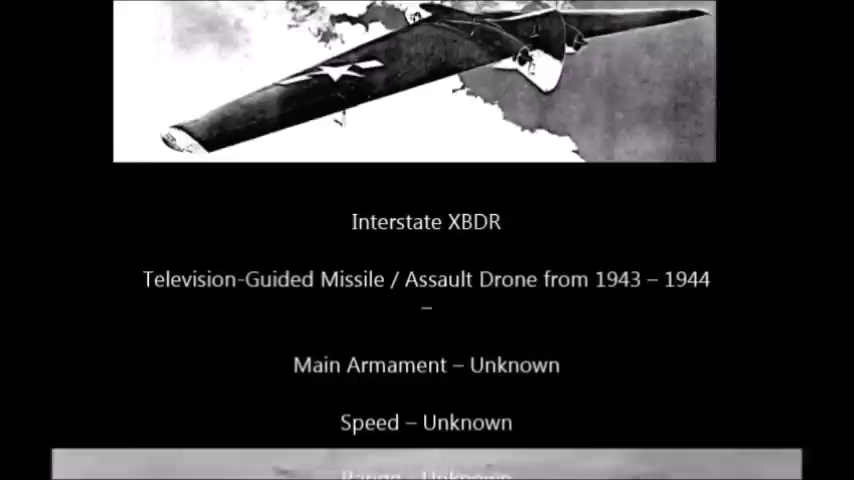 Interstate XBDR
Television-Guided Missile / Assault Drone from 1943 – 1944
–
Main Armament – Unknown
Speed – Unknown